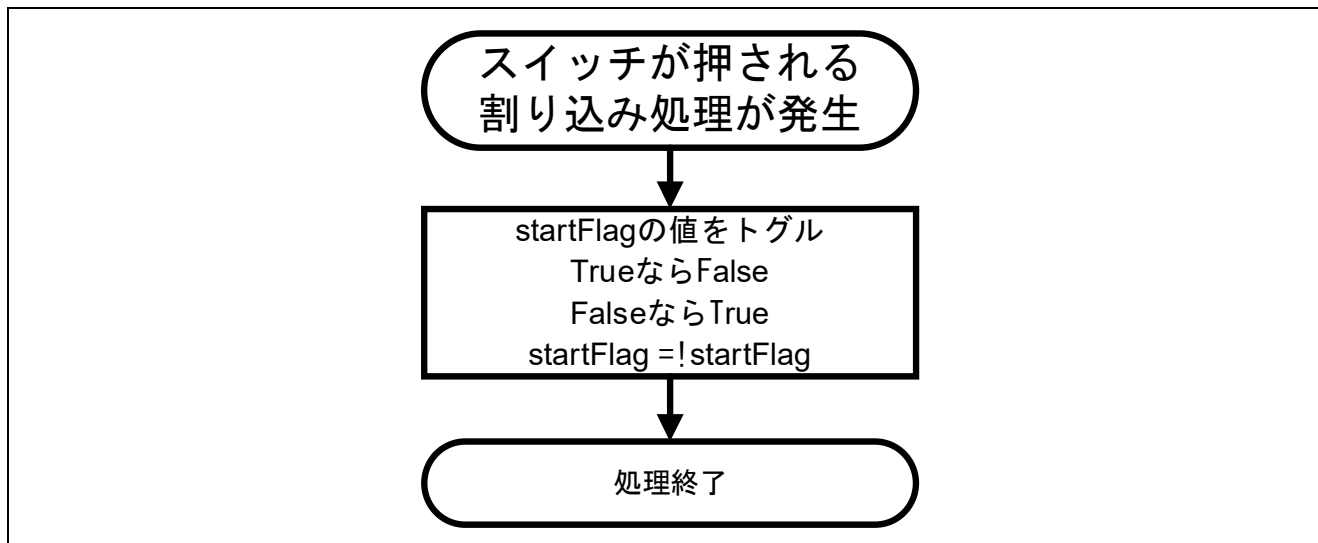 スイッチが押される
割り込み処理が発生
startFlagの値をトグル
TrueならFalse
FalseならTrue
startFlag =！startFlag
処理終了